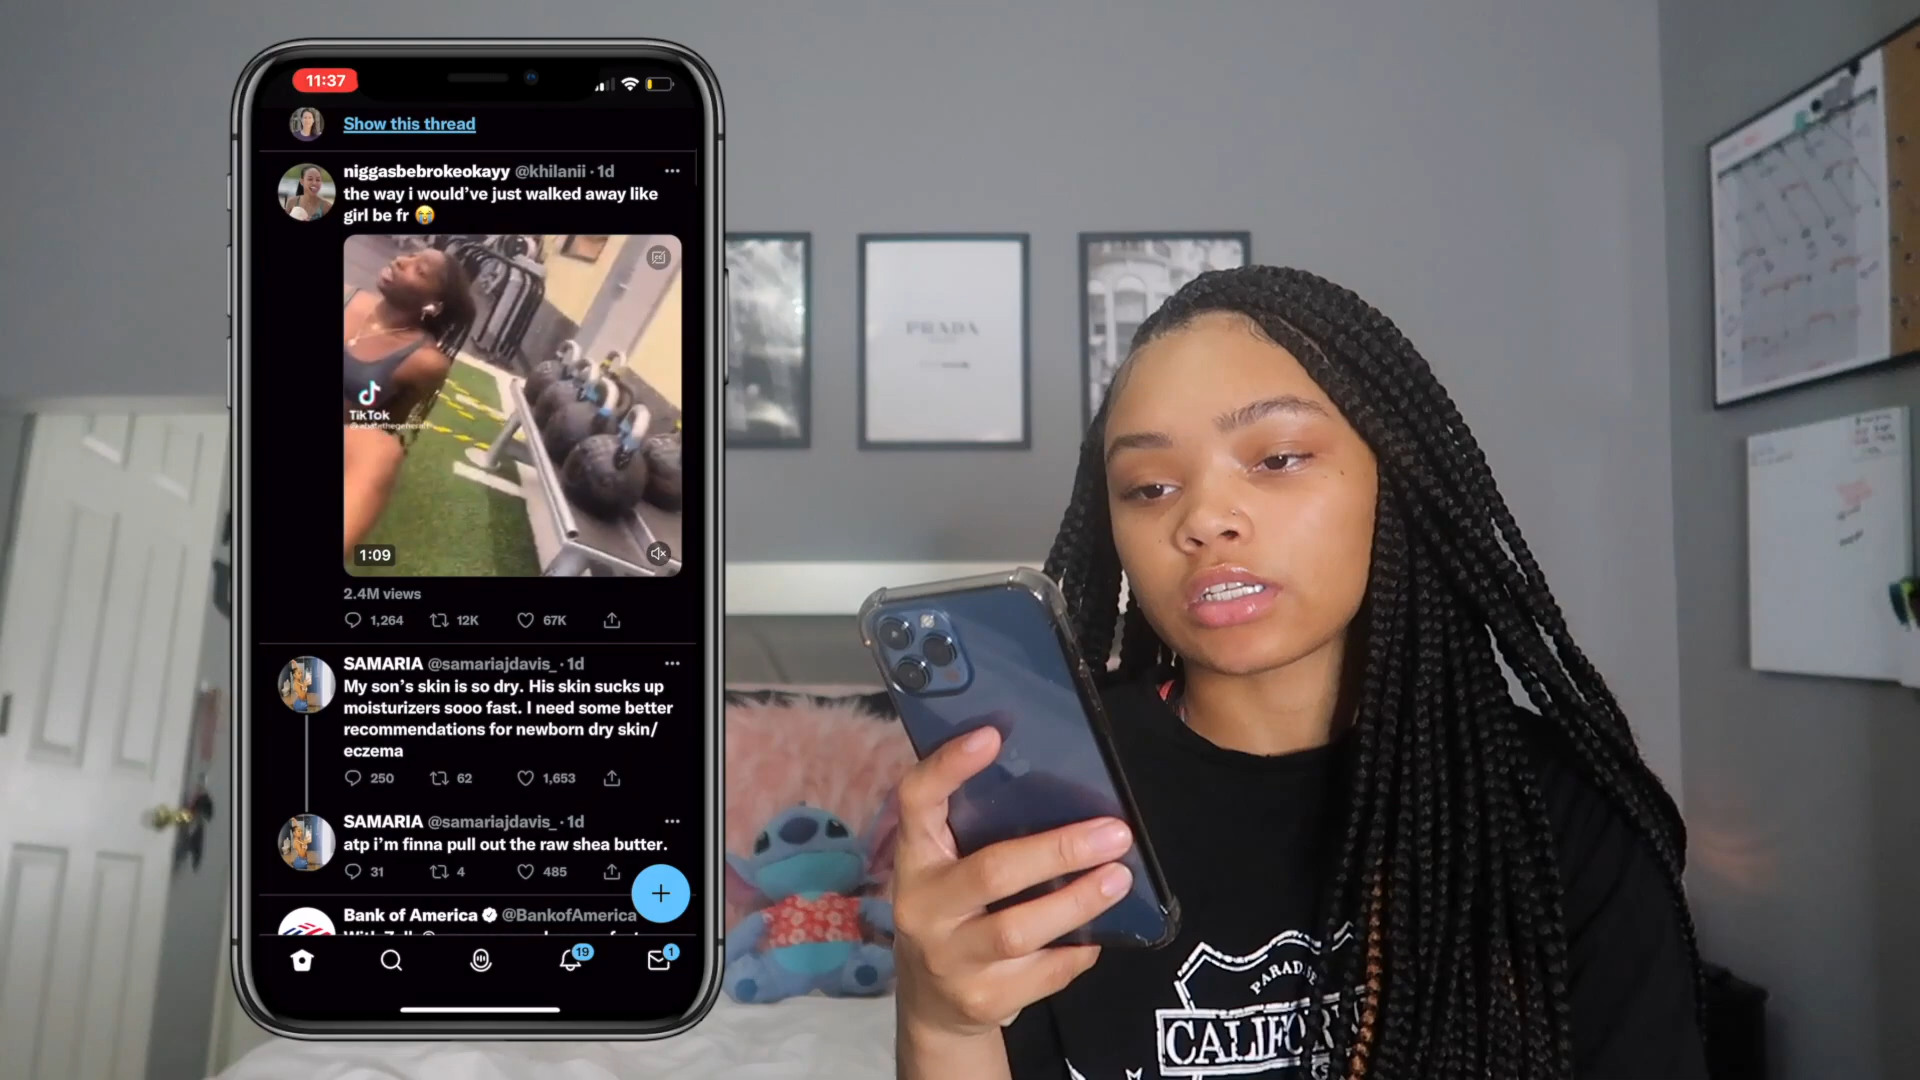 11:37
Show this thread
niggasbebrokeokayy @khilanii · 1d
the way i would've just walked away like
girl be fr 😭
TikTok
1:09
2.4M views
1,264 12K 67K
SAMARIA @samariajdavis_ · 1d
My son's skin is so dry. His skin sucks up
moisturizers sooo fast. I need some better
recommendations for newborn dry skin/
eczema
250 62 1,653
SAMARIA @samariajdavis_ · 1d
atp i'm finna pull out the raw shea butter.
31 4 485
Bank of America @BankofAmerica
19 1
PRADA